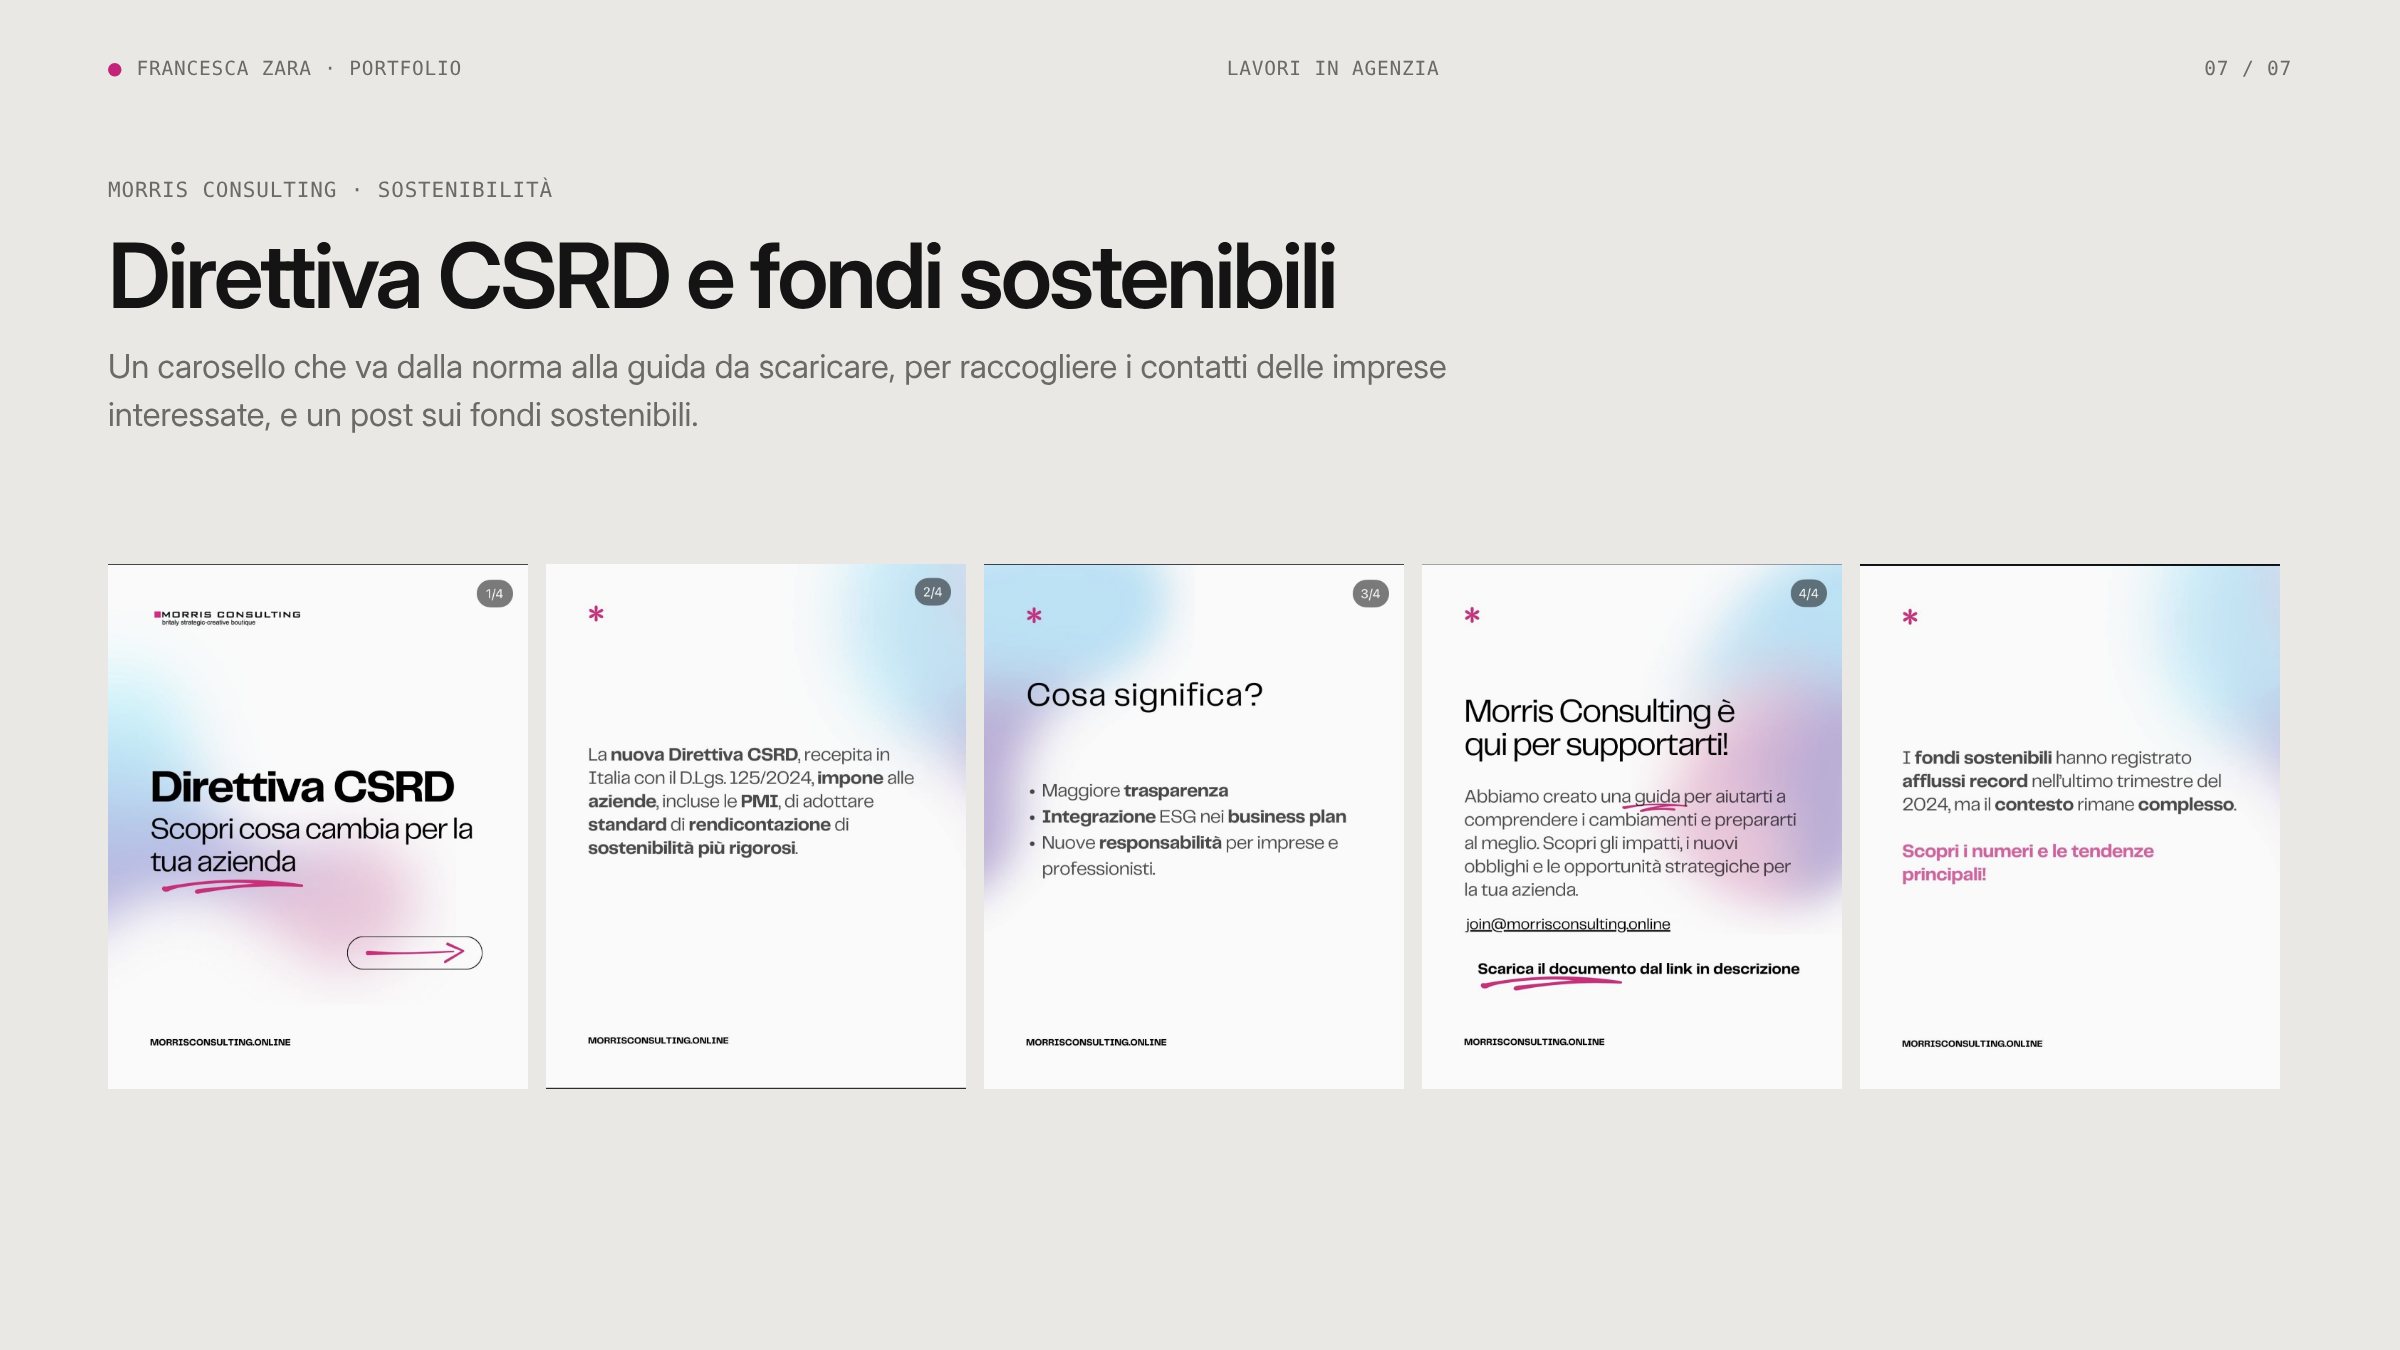 FRANCESCA ZARA · PORTFOLIO
LAVORI IN AGENZIA
07 / 07
MORRIS CONSULTING · SOSTENIBILITÀ
Direttiva CSRD e fondi sostenibili
Un carosello che va dalla norma alla guida da scaricare, per raccogliere i contatti delle imprese
interessate, e un post sui fondi sostenibili.
1/4
MORRIS CONSULTING
britaly strategic-creative boutique
Direttiva CSRD
Scopri cosa cambia per la
tua azienda
MORRISCONSULTING.ONLINE
2/4
*
La nuova Direttiva CSRD, recepita in
Italia con il D.Lgs. 125/2024, impone alle
aziende, incluse le PMI, di adottare
standard di rendicontazione di
sostenibilità più rigorosi.
MORRISCONSULTING.ONLINE
3/4
*
Cosa significa?
• Maggiore trasparenza
• Integrazione ESG nei business plan
• Nuove responsabilità per imprese e
professionisti.
MORRISCONSULTING.ONLINE
4/4
*
Morris Consulting è
qui per supportarti!
Abbiamo creato una guida per aiutarti a
comprendere i cambiamenti e prepararti
al meglio. Scopri gli impatti, i nuovi
obblighi e le opportunità strategiche per
la tua azienda.
join@morrisconsulting.online
Scarica il documento dal link in descrizione
MORRISCONSULTING.ONLINE
*
I fondi sostenibili hanno registrato
afflussi record nell'ultimo trimestre del
2024, ma il contesto rimane complesso.
Scopri i numeri e le tendenze
principali!
MORRISCONSULTING.ONLINE